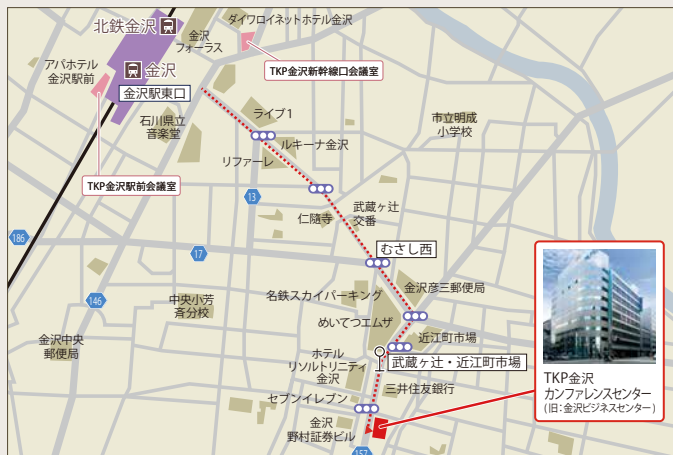 北鉄金沢
金沢
フォーラス
ダイワロイネットホテル金沢
アパホテル
金沢駅前
金沢
TKP金沢新幹線口会議室
金沢駅東口
石川県立
音楽堂
ライブ1
市立明成
小学校
ルキーナ金沢
リファーレ
TKP金沢駅前会議室
13
仁随寺
武蔵ヶ辻
交番
186
17
むさし西
146
中央小芳
斉分校
名鉄スカイパーキング
金沢彦三郵便局
めいてつエムザ
金沢中央
郵便局
近江町市場
ホテル
リソルトリニティ
金沢
武蔵ヶ辻・近江町市場
三井住友銀行
セブンイレブン
金沢
野村証券ビル
157
TKP金沢
カンファレンスセンター
(旧:金沢ビジネスセンター)